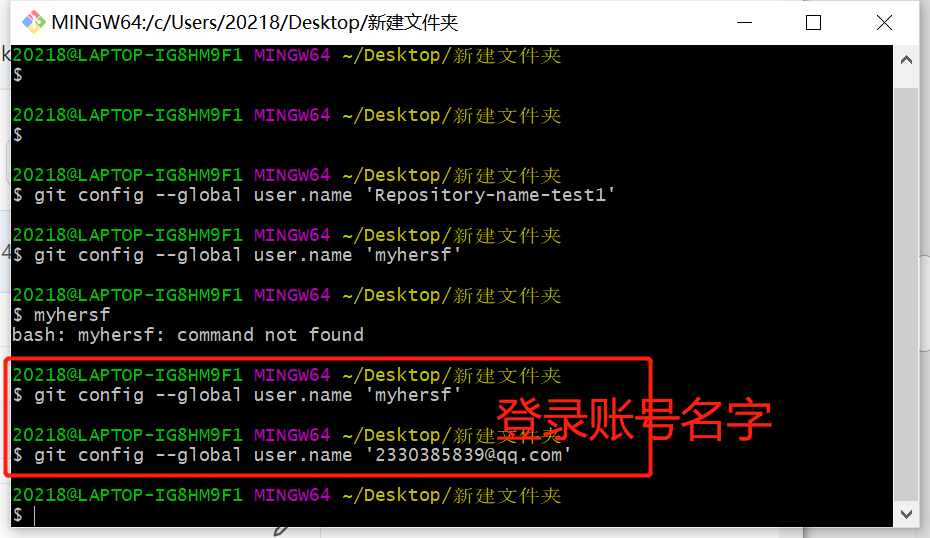 MINGW64:/c/Users/20218/Desktop/新建文件夹
20218@LAPTOP-IG8HM9F1 MINGW64 ~/Desktop/新建文件夹
$
20218@LAPTOP-IG8HM9F1 MINGW64 ~/Desktop/新建文件夹
$
20218@LAPTOP-IG8HM9F1 MINGW64 ~/Desktop/新建文件夹
$ git config --global user.name 'Repository-name-test1'
20218@LAPTOP-IG8HM9F1 MINGW64 ~/Desktop/新建文件夹
$ git config --global user.name 'myhersf'
20218@LAPTOP-IG8HM9F1 MINGW64 ~/Desktop/新建文件夹
$ myhersf
bash: myhersf: command not found
20218@LAPTOP-IG8HM9F1 MINGW64 ~/Desktop/新建文件夹
$ git config --global user.name 'myhersf'
登录账号名字
20218@LAPTOP-IG8HM9F1 MINGW64 ~/Desktop/新建文件夹
$ git config --global user.name '2330385839@qq.com'
20218@LAPTOP-IG8HM9F1 MINGW64 ~/Desktop/新建文件夹
$